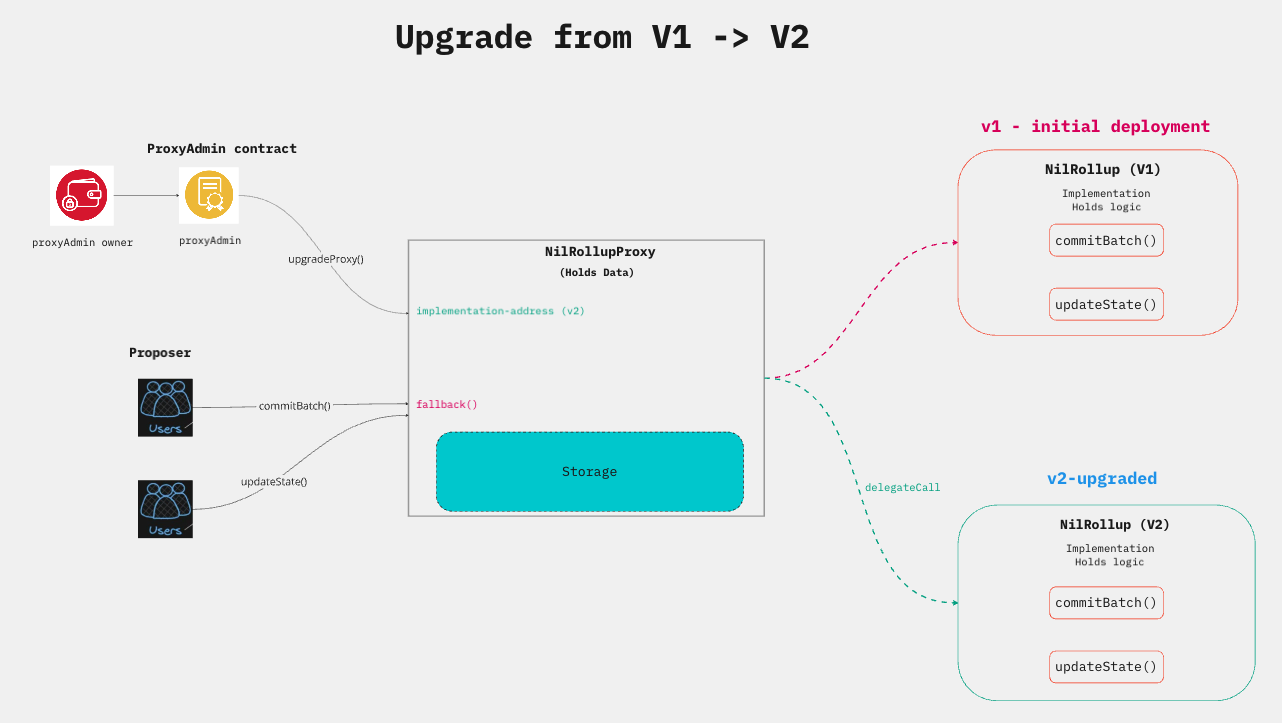 Upgrade from V1 -> V2
ProxyAdmin contract
proxyAdmin owner
proxyAdmin
upgradeProxy()
Proposer
Users
commitBatch()
Users
updateState()
NilRollupProxy
(Holds Data)
implementation-address (v2)
fallback()
Storage
delegateCall
v1 - initial deployment
NilRollup (V1)
Implementation
Holds logic
commitBatch()
updateState()
v2-upgraded
NilRollup (V2)
Implementation
Holds logic
commitBatch()
updateState()